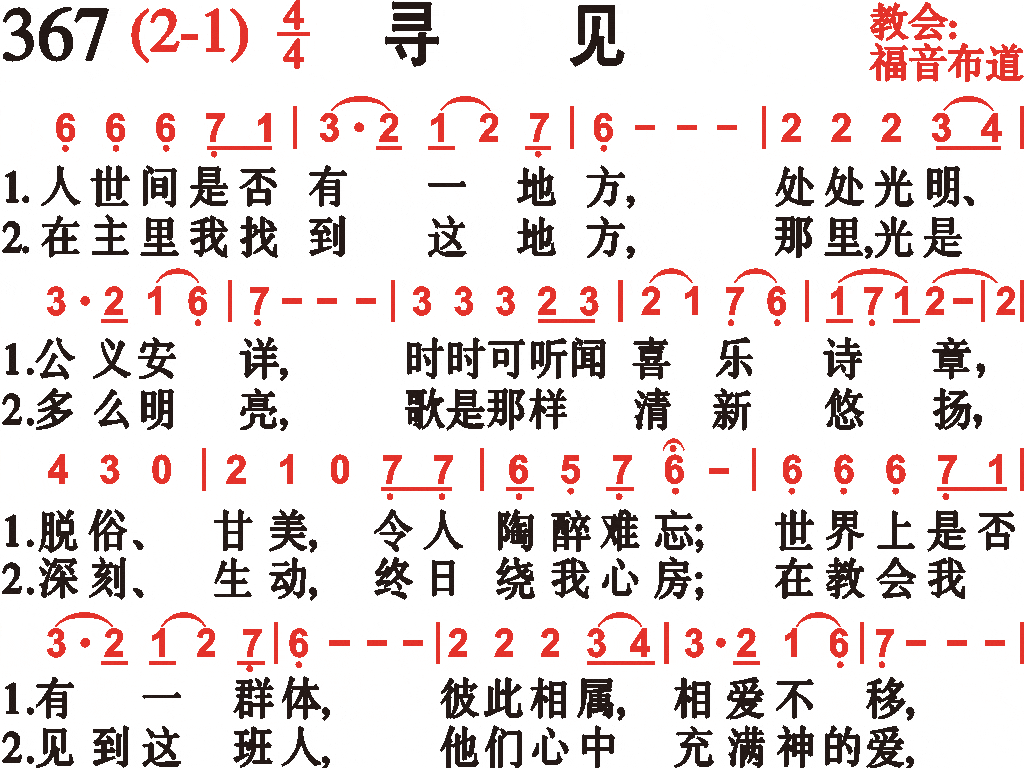 367 (2-1) 4/4 寻见 教会:
福音布道
6 6 6 7 1 | 3 · 2 1 2 7 | 6 - - - | 2 2 2 3 4 |
1.人世间是否有一地方,处处光明、
2.在主里我找到这地方,那里,光是
3 · 2 1 6 | 7 - - - | 3 3 3 2 3 | 2 1 7 6 | 1 7 1 2 - | 2 |
1.公义安详,时时可听闻喜乐诗章,
2.多么明亮,歌是那样清新悠扬,
4 3 0 | 2 1 0 7 7 | 6 5 7 6 - | 6 6 6 7 1 |
1.脱俗、甘美,令人陶醉难忘;世界上是否
2.深刻、生动,终日绕我心房;在教会我
3 · 2 1 2 7 | 6 - - - | 2 2 2 3 4 | 3 · 2 1 6 | 7 - - - |
1.有一群体,彼此相属,相爱不移,
2.见到这班人,他们心中充满神的爱,